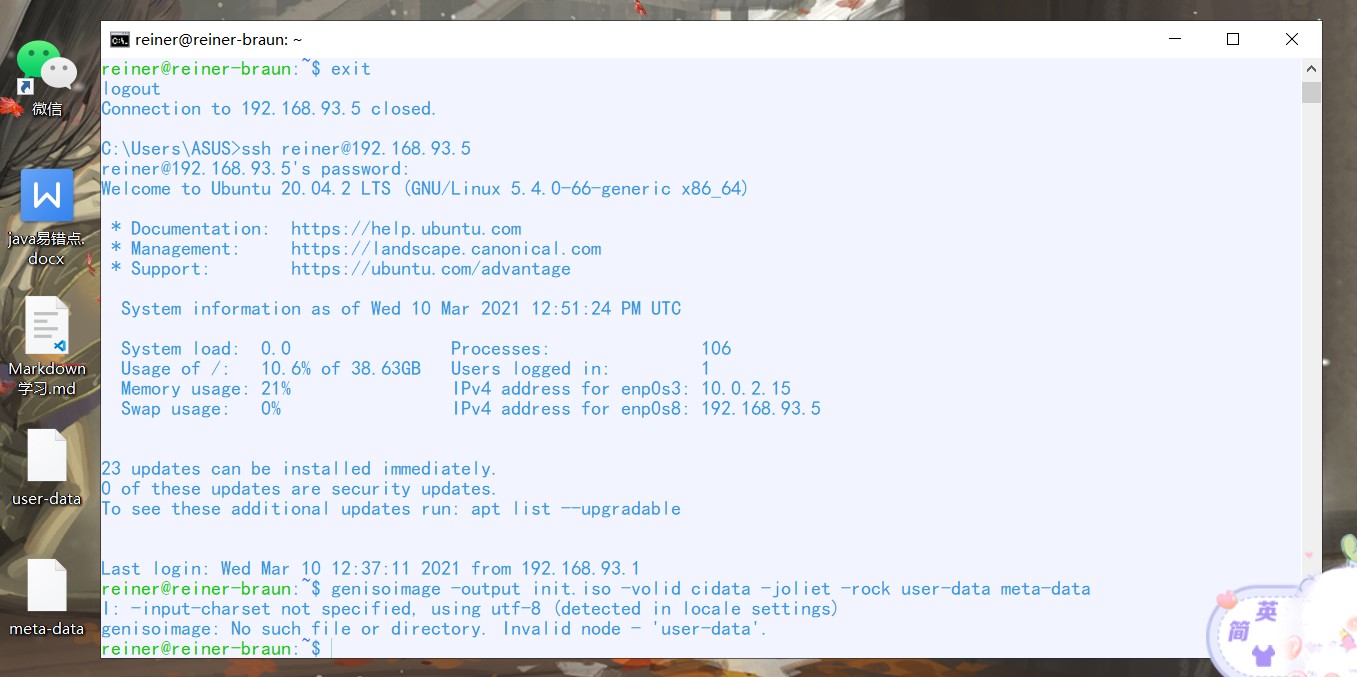 微信
java易错点.
docx
Markdown
学习.md
user-data
meta-data
reiner@reiner-braun: ~
reiner@reiner-braun:~$ exit
logout
Connection to 192.168.93.5 closed.
C:\Users\ASUS>ssh reiner@192.168.93.5
reiner@192.168.93.5's password:
Welcome to Ubuntu 20.04.2 LTS (GNU/Linux 5.4.0-66-generic x86_64)
* Documentation:  https://help.ubuntu.com
* Management:     https://landscape.canonical.com
* Support:        https://ubuntu.com/advantage
System information as of Wed 10 Mar 2021 12:51:24 PM UTC
System load:  0.0                Processes:               106
Usage of /:   10.6% of 38.63GB   Users logged in:         1
Memory usage: 21%                IPv4 address for enp0s3: 10.0.2.15
Swap usage:   0%                 IPv4 address for enp0s8: 192.168.93.5
23 updates can be installed immediately.
0 of these updates are security updates.
To see these additional updates run: apt list --upgradable
Last login: Wed Mar 10 12:37:11 2021 from 192.168.93.1
reiner@reiner-braun:~$ genisoimage -output init.iso -volid cidata -joliet -rock user-data meta-data
I: -input-charset not specified, using utf-8 (detected in locale settings)
genisoimage: No such file or directory. Invalid node - 'user-data'.
reiner@reiner-braun:~$
英
简